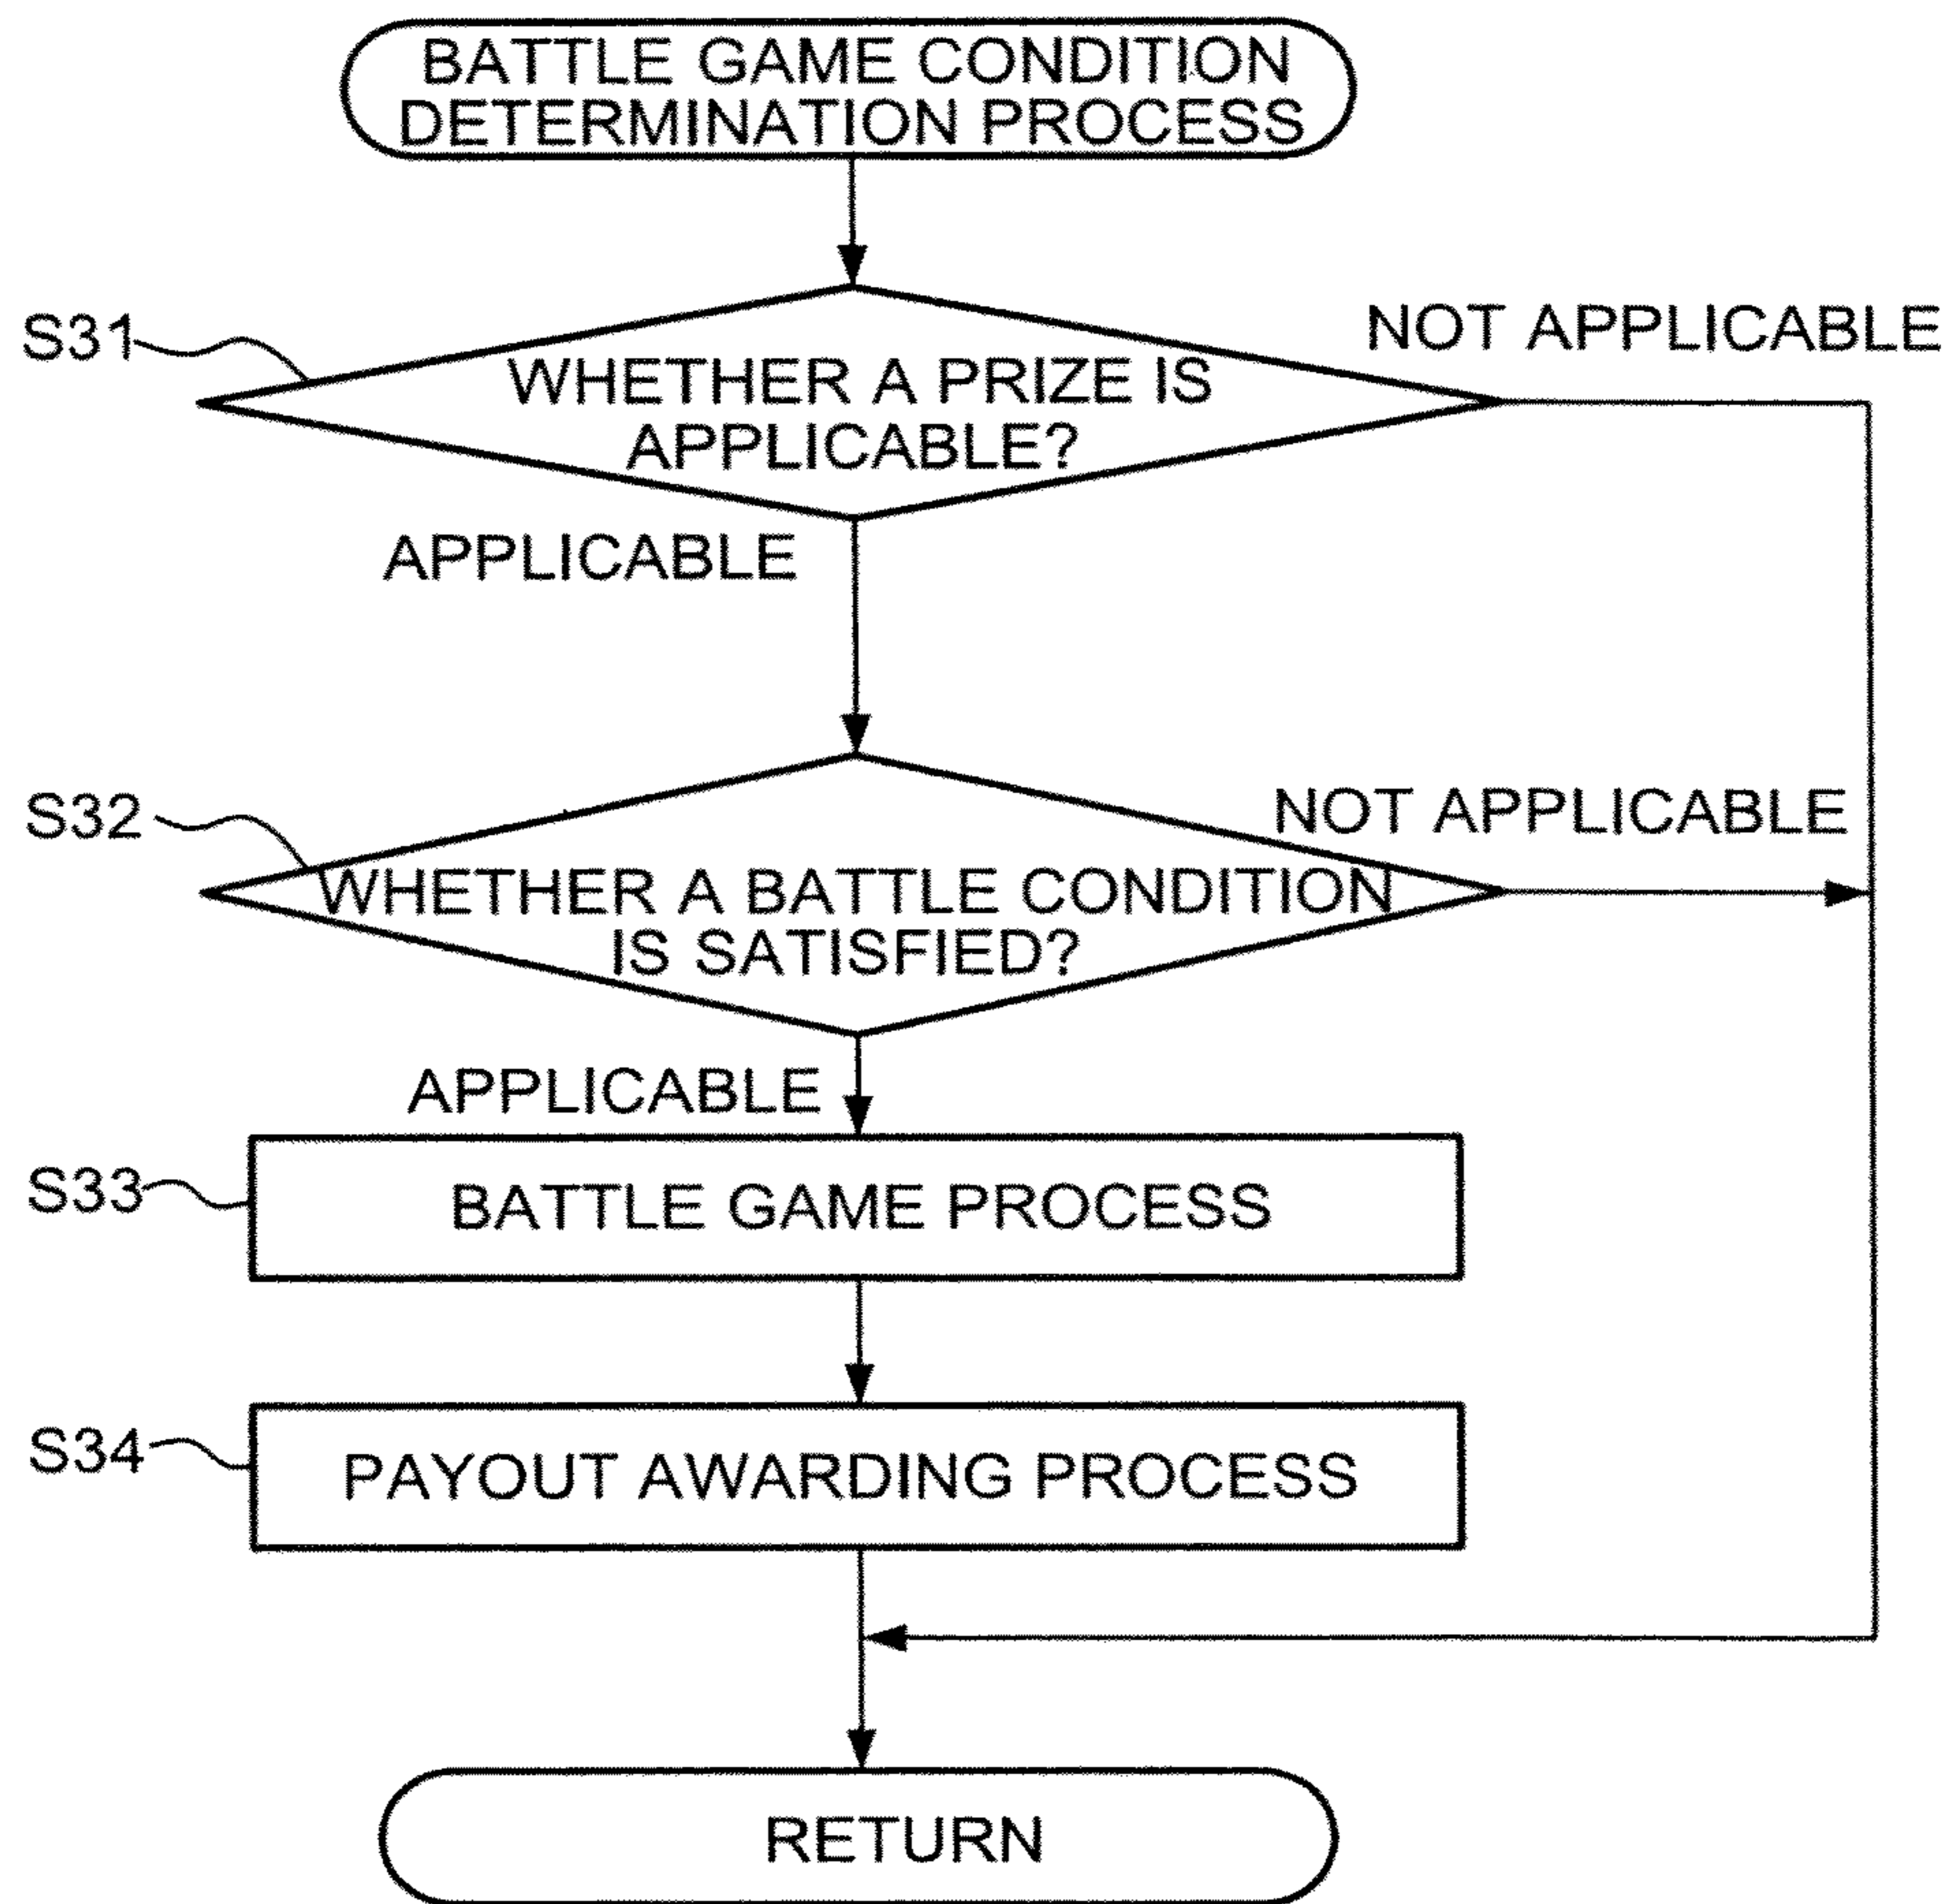 BATTLE GAME CONDITION
DETERMINATION PROCESS
S31
NOT APPLICABLE
WHETHER A PRIZE IS
APPLICABLE?
APPLICABLE
S32
NOT APPLICABLE
WHETHER A BATTLE CONDITION
IS SATISFIED?
APPLICABLE
S33
BATTLE GAME PROCESS
S34
PAYOUT AWARDING PROCESS
RETURN